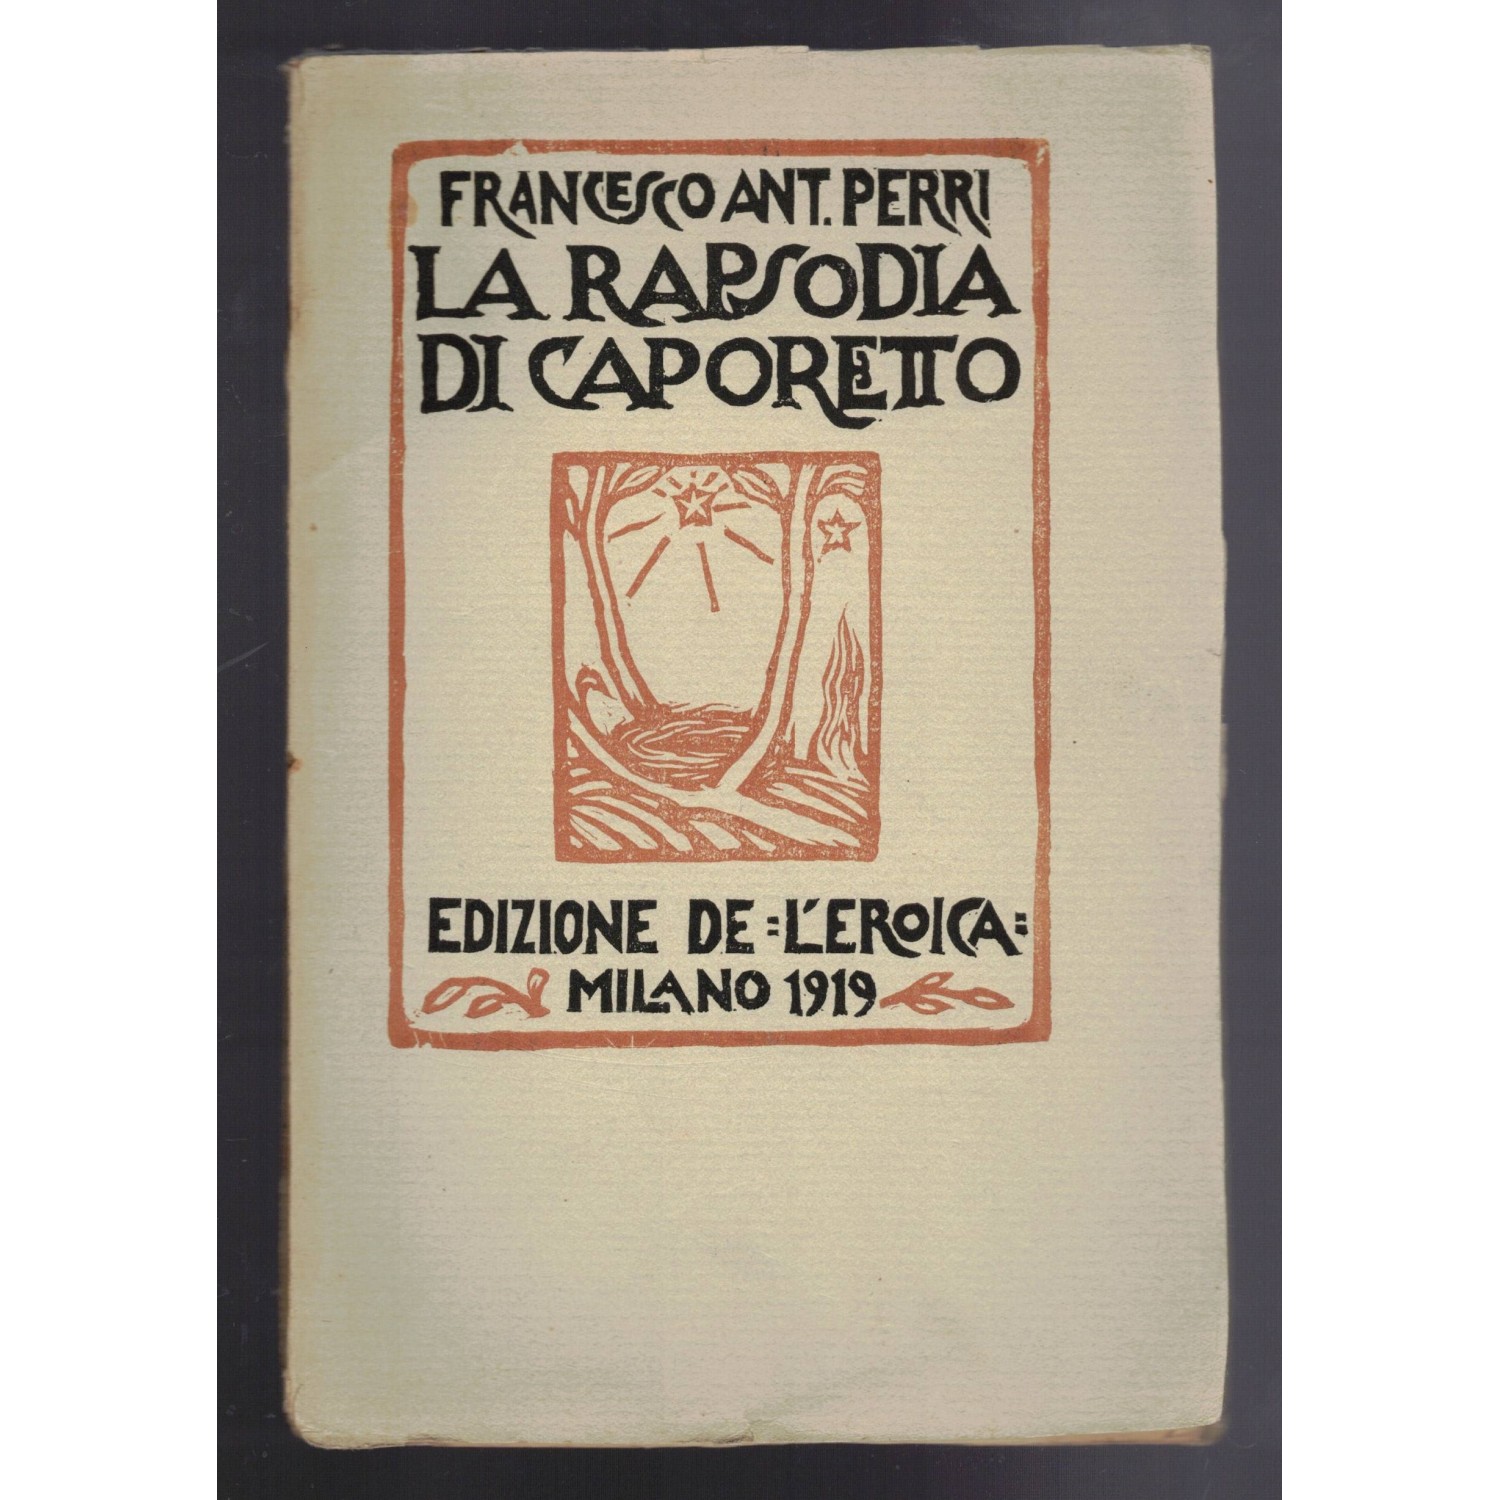 FRANCESCO ANT. PERRI
LA RAPSODIA
DI CAPORETTO
EDIZIONE DE =L'EROICA=
MILANO 1919